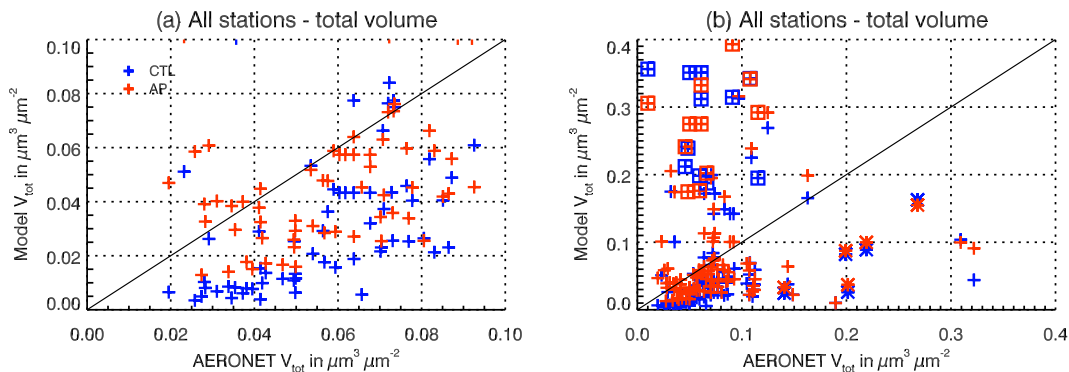 (a) All stations - total volume
Model V_tot in μm³ μm⁻²
0.10
0.08
0.06
0.04
0.02
0.00
CTL
AP
0.00 0.02 0.04 0.06 0.08 0.10
AERONET V_tot in μm³ μm⁻²
(b) All stations - total volume
Model V_tot in μm³ μm⁻²
0.4
0.3
0.2
0.1
0.0
0.0 0.1 0.2 0.3 0.4
AERONET V_tot in μm³ μm⁻²